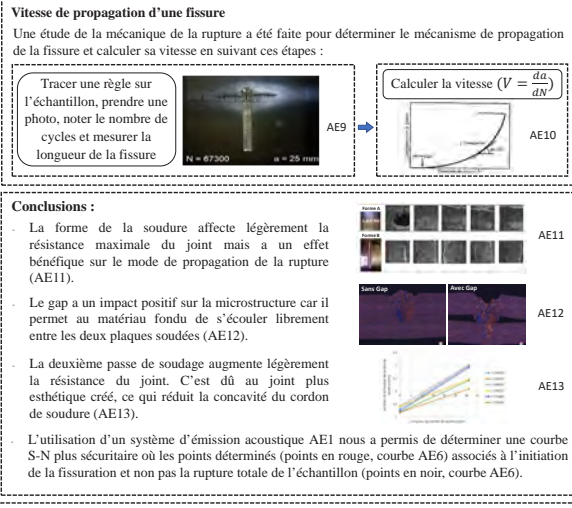 Vitesse de propagation d'une fissure
Une étude de la mécanique de la rupture a été faite pour déterminer le mécanisme de propagation
de la fissure et calculer sa vitesse en suivant ces étapes :
Tracer une règle sur
l'échantillon, prendre une
photo, noter le nombre de
cycles et mesurer la
longueur de la fissure
N = 67300 a = 25 mm
AE9
Calculer la vitesse (V = da/dN)
AE10
Conclusions :
- La forme de la soudure affecte légèrement la
résistance maximale du joint mais a un effet
bénéfique sur le mode de propagation de la rupture
(AE11).
Forme A
Forme B
AE11
- Le gap a un impact positif sur la microstructure car il
permet au matériau fondu de s'écouler librement
entre les deux plaques soudées (AE12).
Sans Gap
Avec Gap
AE12
- La deuxième passe de soudage augmente légèrement
la résistance du joint. C'est dû au joint plus
esthétique créé, ce qui réduit la concavité du cordon
de soudure (AE13).
AE13
- L'utilisation d'un système d'émission acoustique AE1 nous a permis de déterminer une courbe
S-N plus sécuritaire où les points déterminés (points en rouge, courbe AE6) associés à l'initiation
de la fissuration et non pas la rupture totale de l'échantillon (points en noir, courbe AE6).